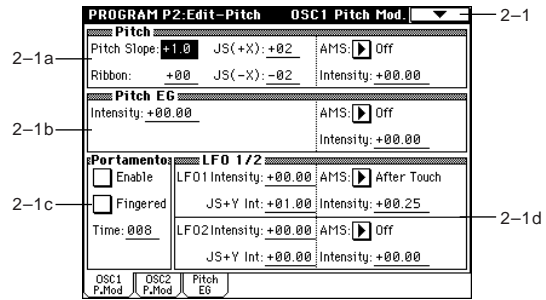 PROGRAM P2:Edit-Pitch OSC1 Pitch Mod.
2–1
Pitch
2–1a
Pitch Slope: +1.0 JS(+X): +02 AMS: Off
Ribbon: +00 JS(-X): -02 Intensity: +00.00
Pitch EG
2–1b
Intensity: +00.00 AMS: Off
Intensity: +00.00
Portamento LFO 1/2
Enable LFO1 Intensity: +00.00 AMS: After Touch
2–1c
Fingered JS+Y Int: +01.00 Intensity: +00.25
2–1d
Time: 008 LFO2 Intensity: +00.00 AMS: Off
JS+Y Int: +00.00 Intensity: +00.00
OSC1 P.Mod OSC2 P.Mod Pitch EG